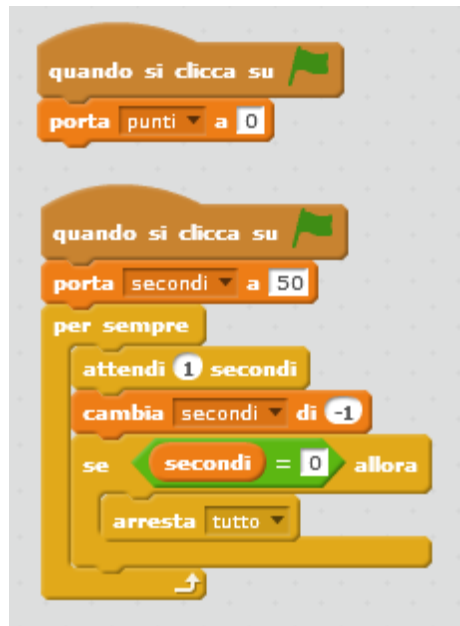 quando si clicca su
porta punti a 0
quando si clicca su
porta secondi a 50
per sempre
attendi 1 secondi
cambia secondi di -1
se secondi = 0 allora
arresta tutto